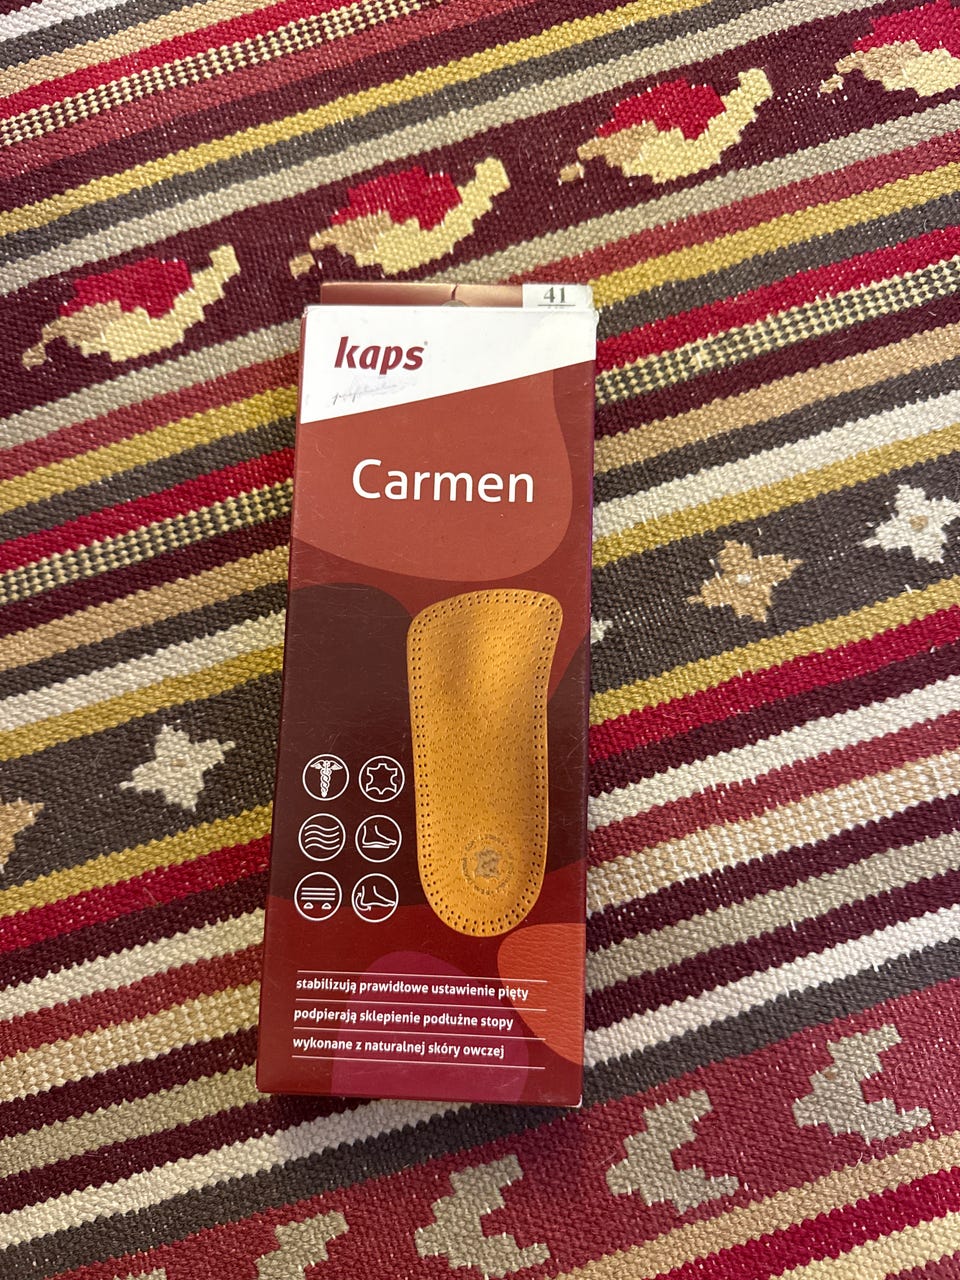 41
kaps
Carmen
stabilizują prawidłowe ustawienie pięty
podpierają sklepienie podłużne stopy
wykonane z naturalnej skóry owczej